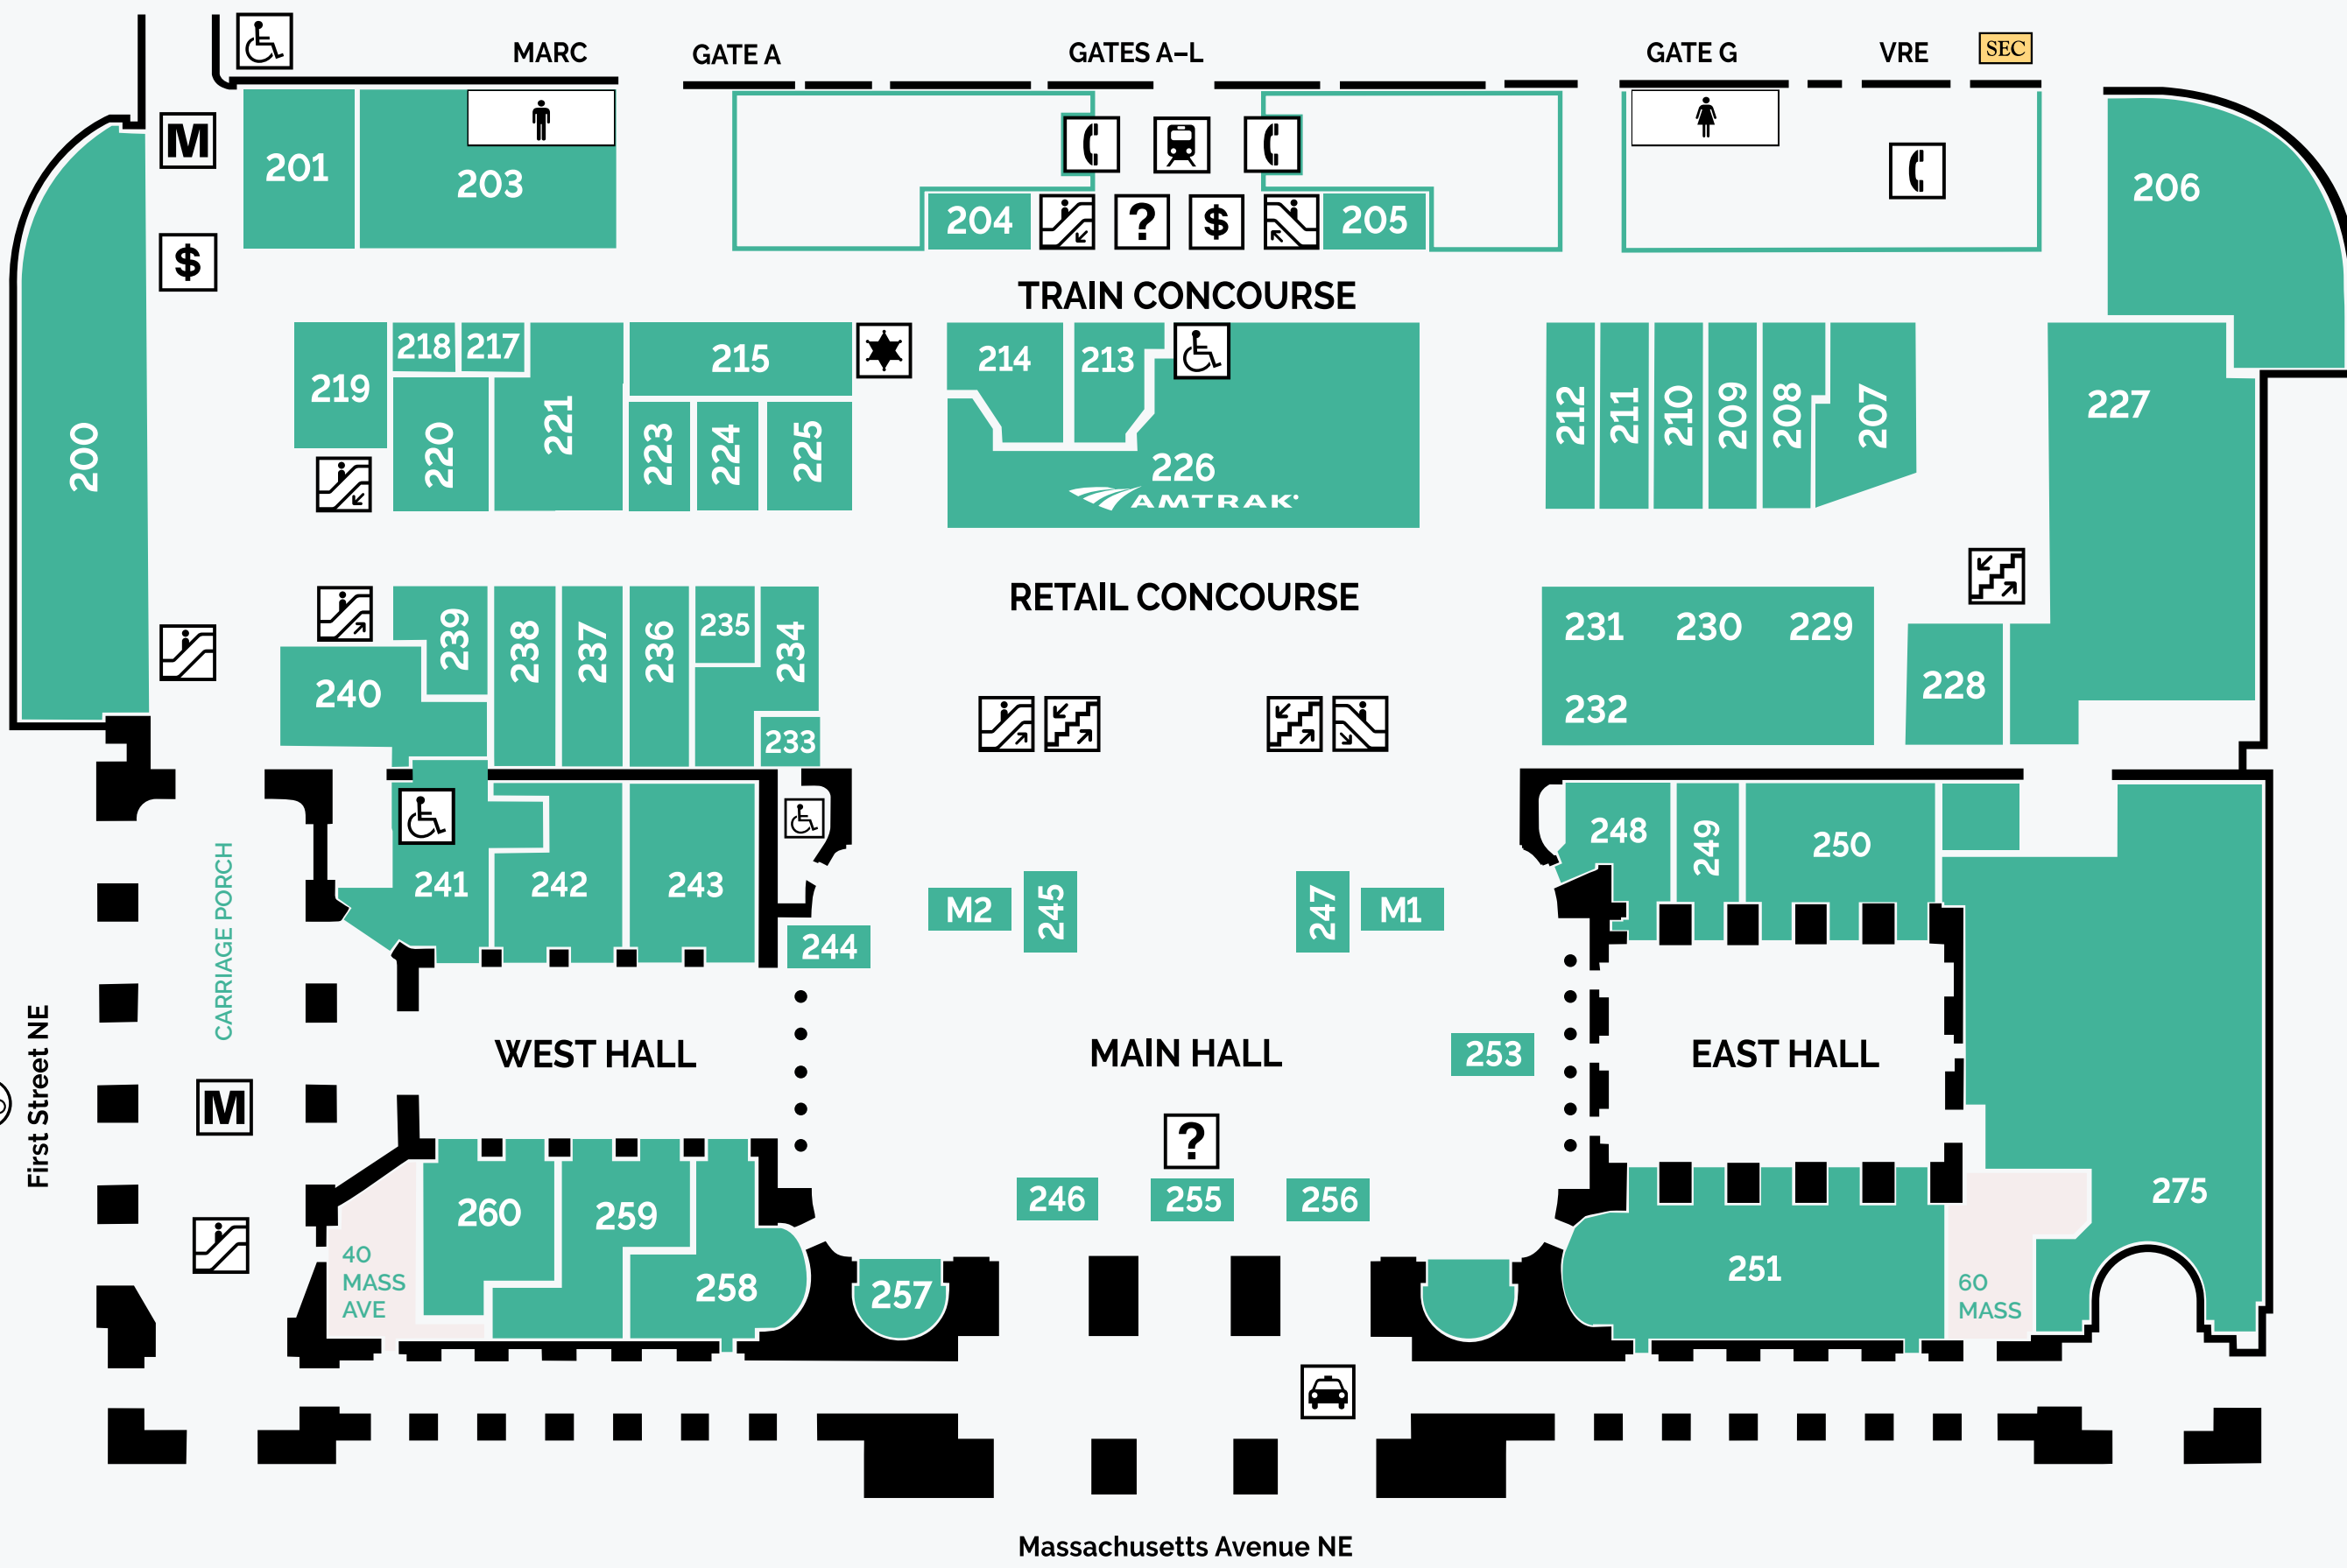 MARC
GATE A
GATES A–L
GATE G
VRE
SEC
M
201
203
204
?
$
205
206
$
TRAIN CONCOURSE
200
219
218
217
221
215
220
223
224
225
214
213
226
AMTRAK
212
211
210
209
208
207
227
RETAIL CONCOURSE
240
239
238
237
236
235
234
233
231
230
229
232
228
241
242
243
244
M2
245
247
M1
248
249
250
CARRIAGE PORCH
First Street NE
M
WEST HALL
MAIN HALL
253
EAST HALL
?
246
255
256
260
259
258
257
251
275
40
MASS
AVE
60
MASS
Massachusetts Avenue NE